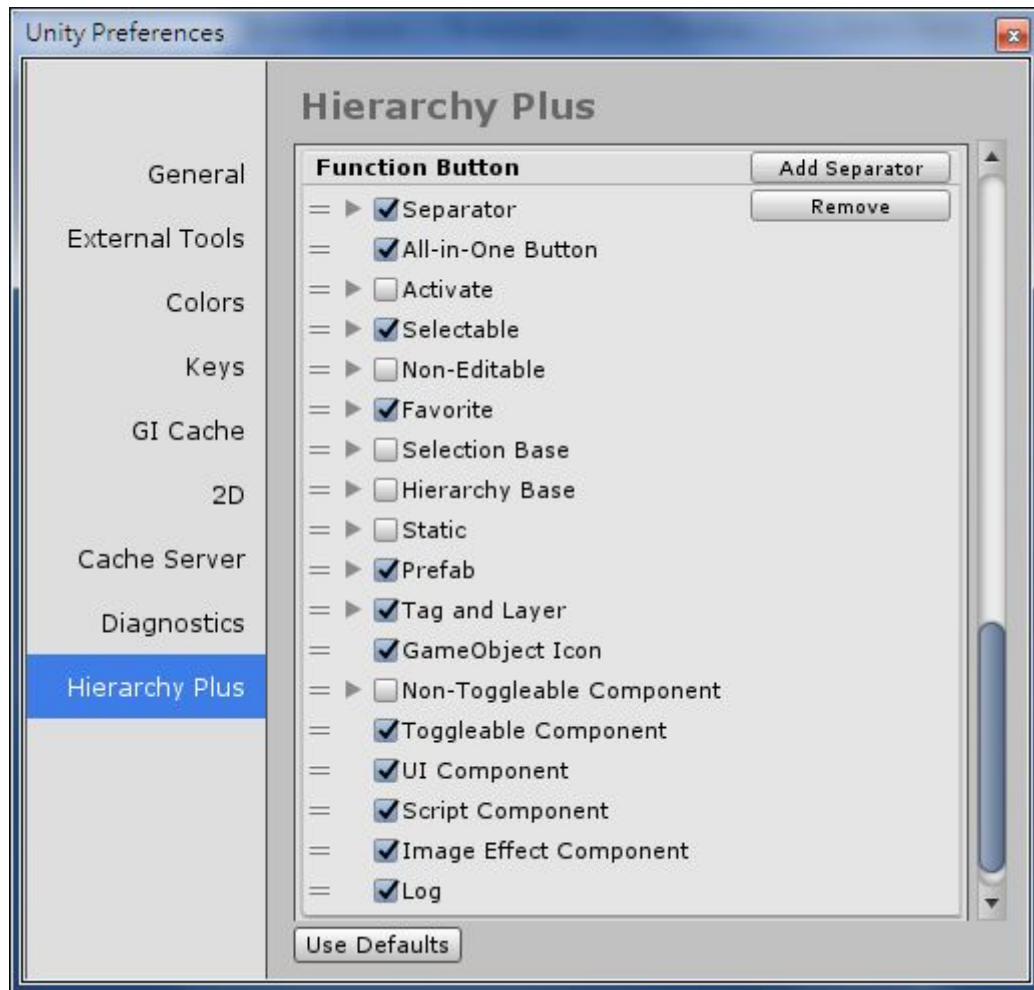 Unity Preferences
General
External Tools
Colors
Keys
GI Cache
2D
Cache Server
Diagnostics
Hierarchy Plus
Hierarchy Plus
Function Button
Add Separator
Separator
Remove
All-in-One Button
Activate
Selectable
Non-Editable
Favorite
Selection Base
Hierarchy Base
Static
Prefab
Tag and Layer
GameObject Icon
Non-Toggleable Component
Toggleable Component
UI Component
Script Component
Image Effect Component
Log
Use Defaults